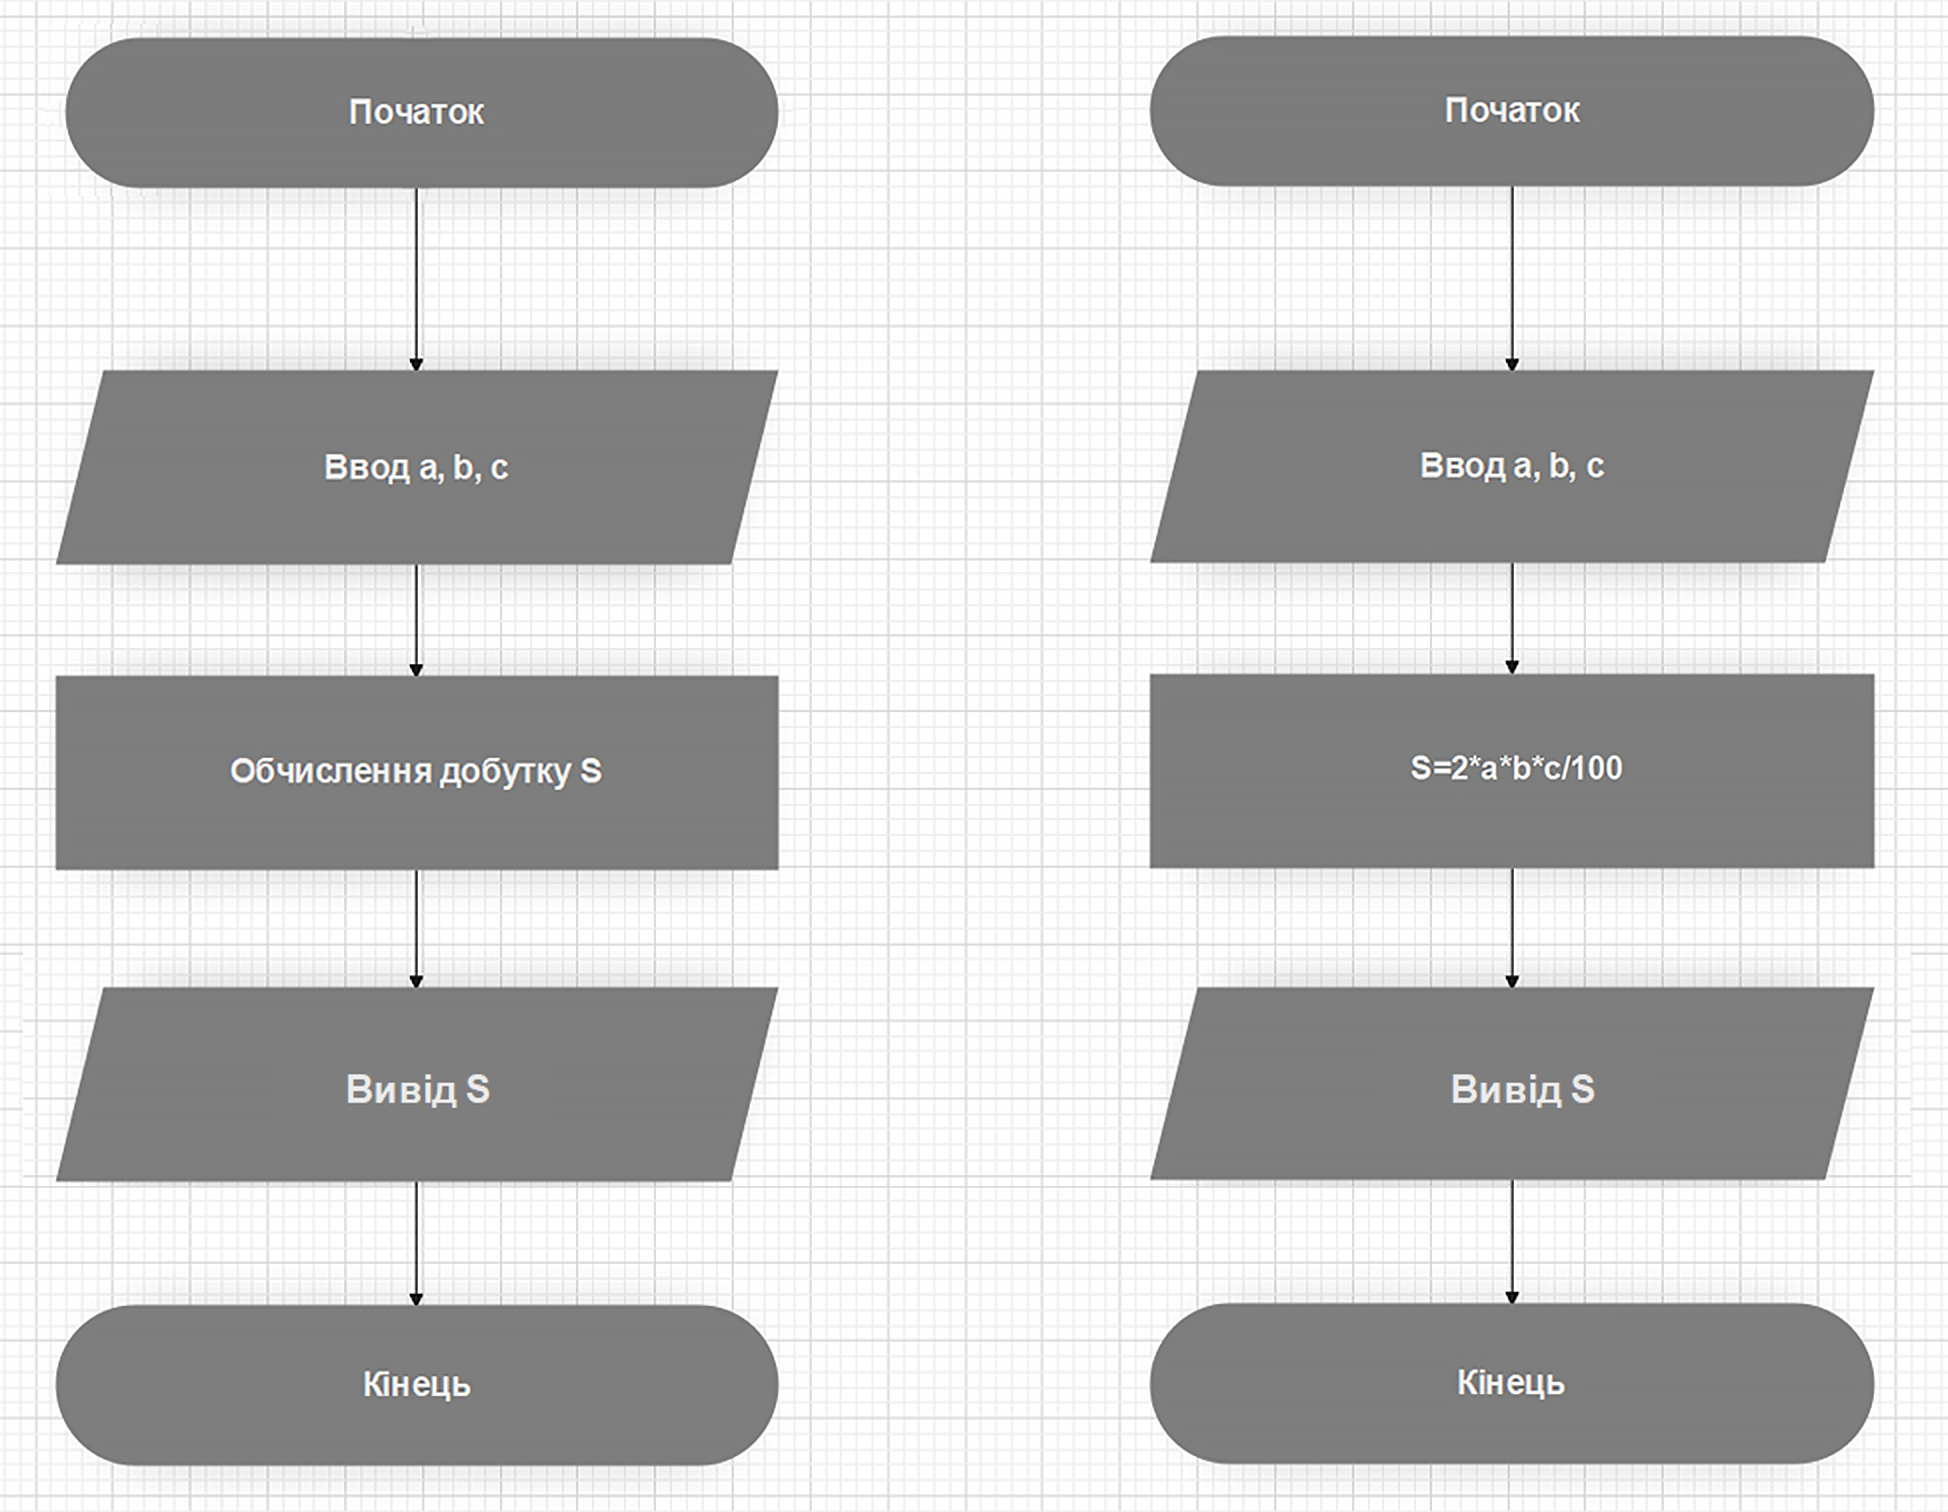 Початок
Ввод a, b, c
Обчислення добутку S
Вивід S
Кінець
Початок
Ввод a, b, c
S=2*a*b*c/100
Вивід S
Кінець